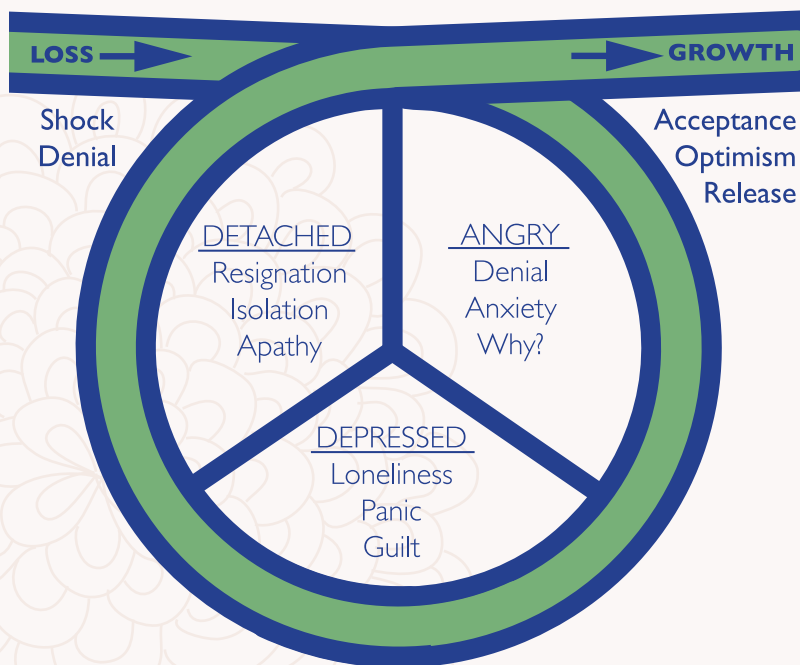 LOSS
GROWTH
Shock
Denial
Acceptance
Optimism
Release
DETACHED
Resignation
Isolation
Apathy
ANGRY
Denial
Anxiety
Why?
DEPRESSED
Loneliness
Panic
Guilt